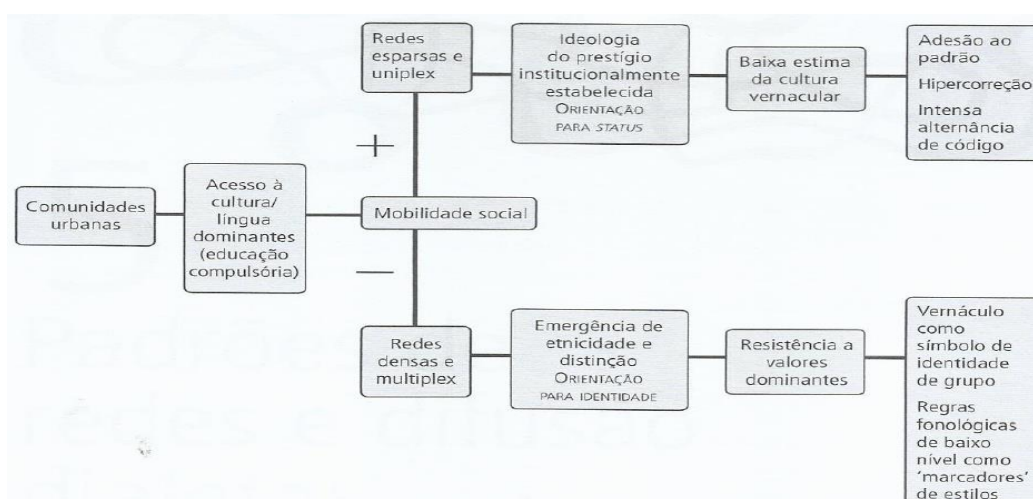 Redes
esparsas e
uniplex
Ideologia
do prestígio
institucionalmente
estabelecida
ORIENTAÇÃO
PARA STATUS
Baixa estima
da cultura
vernacular
Adesão ao
padrão
Hipercorreção
Intensa
alternância
de código
+
Comunidades
urbanas
Acesso à
cultura/
língua
dominantes
(educação
compulsória)
Mobilidade social
—
Redes
densas e
multiplex
Emergência de
etnicidade e
distinção
ORIENTAÇÃO
PARA IDENTIDADE
Resistência a
valores
dominantes
Vernáculo
como
símbolo de
identidade
de grupo
Regras
fonológicas
de baixo
nível como
'marcadores'
de estilos
Padrões
redes e difusão